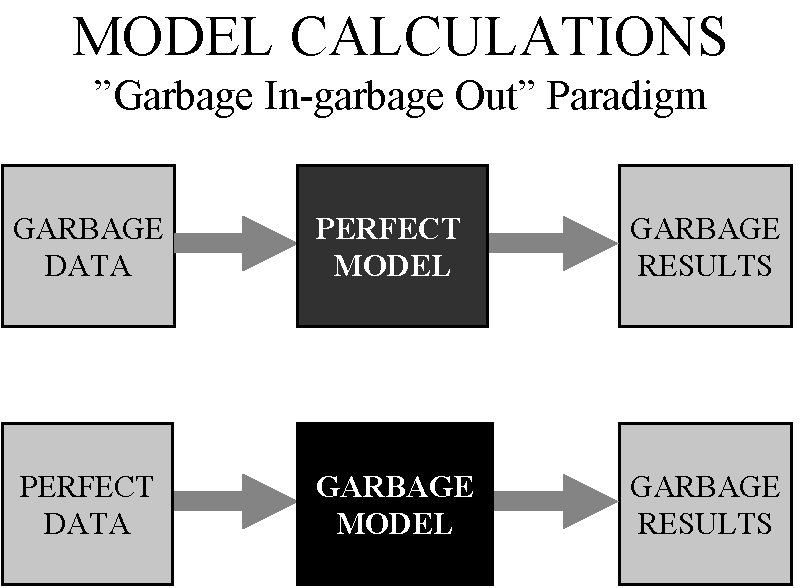 MODEL CALCULATIONS
”Garbage In-garbage Out” Paradigm
GARBAGE
DATA
PERFECT
MODEL
GARBAGE
RESULTS
PERFECT
DATA
GARBAGE
MODEL
GARBAGE
RESULTS